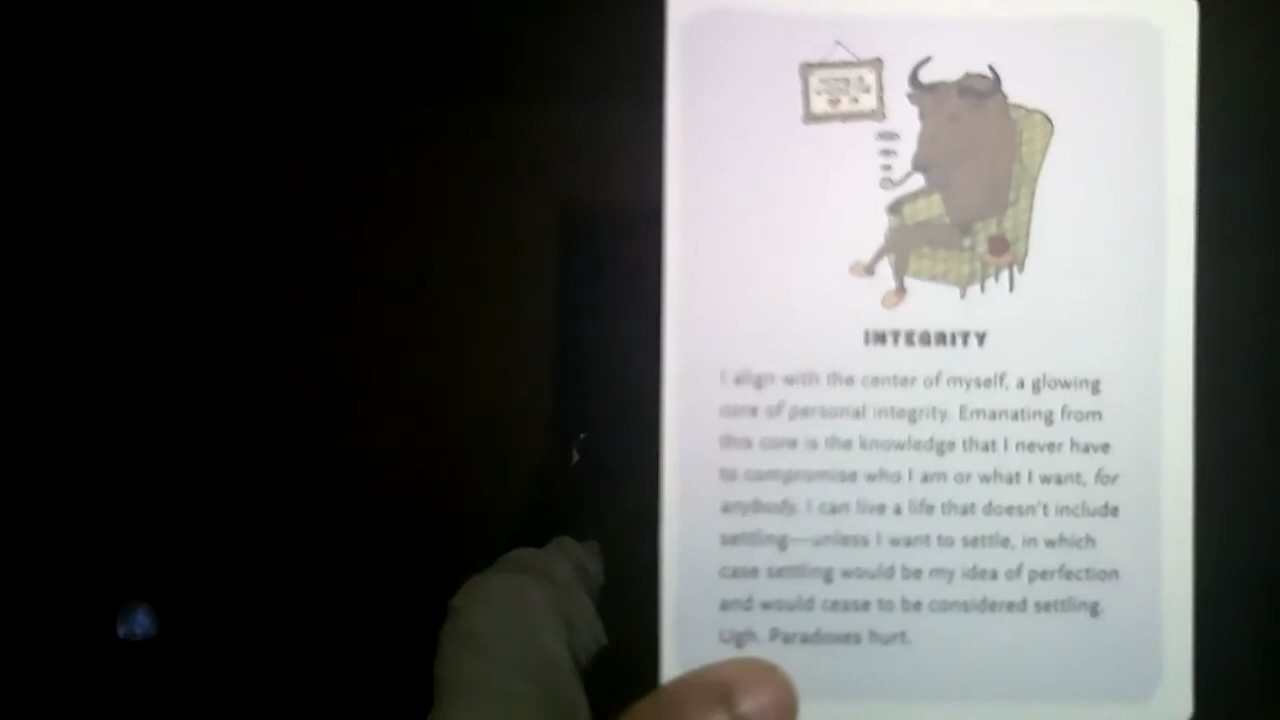 INTEGRITY
I align with the center of myself, a glowing
core of personal integrity. Emanating from
this core is the knowledge that I never have
to compromise who I am or what I want, for
anybody. I can live a life that doesn't include
settling—unless I want to settle, in which
case settling would be my idea of perfection
and would cease to be considered settling.
Ugh. Paradoxes hurt.